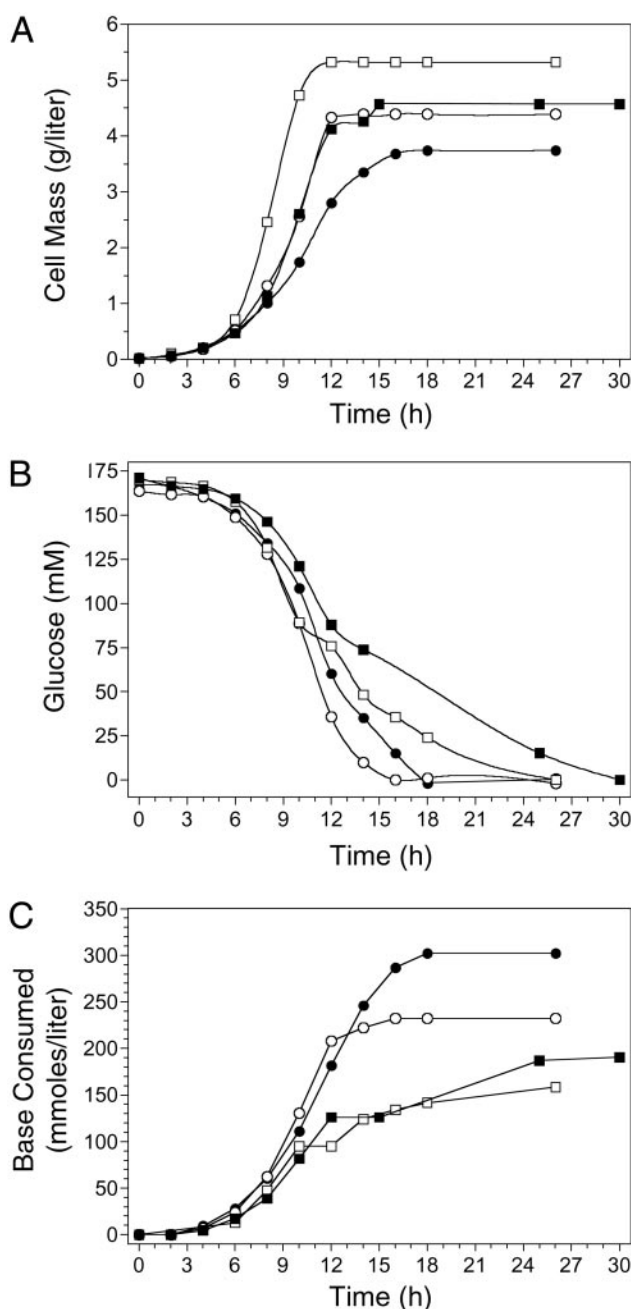 A
Cell Mass (g/liter)
6
5
4
3
2
1
0
0 3 6 9 12 15 18 21 24 27 30
Time (h)
B
Glucose (mM)
175
150
125
100
75
50
25
0
0 3 6 9 12 15 18 21 24 27 30
Time (h)
C
Base Consumed
(mmoles/liter)
350
300
250
200
150
100
50
0
0 3 6 9 12 15 18 21 24 27 30
Time (h)